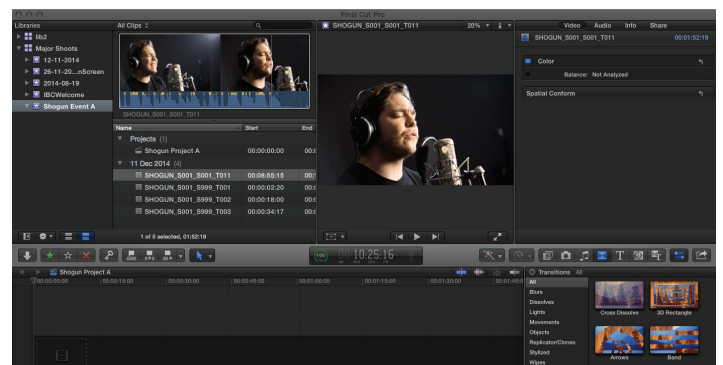 Final Cut Pro
Libraries
All Clips
SHOGUN_S001_S001_T011
20%
Video Audio Info Share
lib2
Major Shoots
12-11-2014
26-11-20...nScreen
2014-08-19
IBCWelcome
Shogun Event A
SHOGUN_S001_S001_T011
SHOGUN_S001_S001_T011 00:01:52:19
Color
Balance: Not Analyzed
Spatial Conform
Name Start End
Projects (1)
Shogun Project A 00:00:00:00
11 Dec 2014 (4)
SHOGUN_S001_S001_T011 00:08:55:15
SHOGUN_S001_S999_T001 00:00:02:20
SHOGUN_S001_S999_T002 00:00:18:00
SHOGUN_S001_S999_T003 00:00:34:17
1 of 5 selected, 01:52:19
100
10:25:16
Shogun Project A
00:00:00:00 00:00:15:00 00:00:30:00 00:00:45:00 00:01:00:00 00:01:15:00 00:01:30:00 00:01:45:0
Transitions All
All
Blurs
Dissolves
Lights
Movements
Objects
Replicator/Clones
Stylized
Wipes
Cross Dissolve 3D Rectangle
Arrows Band